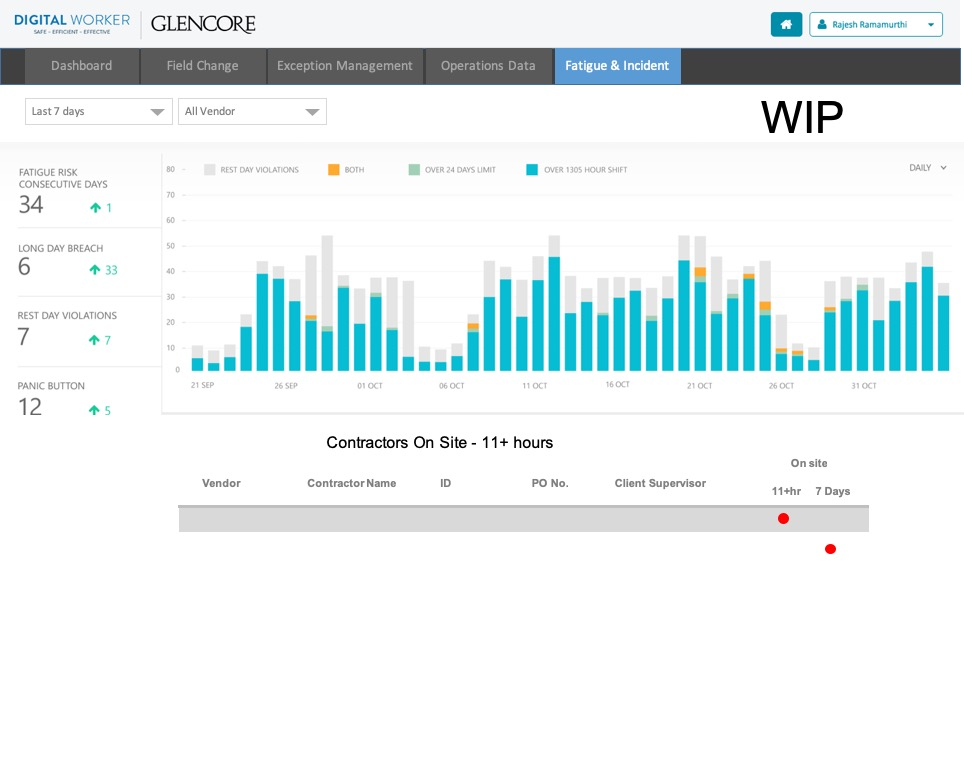 DIGITAL WORKER
SAFE - EFFICIENT - EFFECTIVE
GLENCORE
Rajesh Ramamurthi
Dashboard
Field Change
Exception Management
Operations Data
Fatigue & Incident
Last 7 days
All Vendor
WIP
FATIGUE RISK
CONSECUTIVE DAYS
34
1
LONG DAY BREACH
6
33
REST DAY VIOLATIONS
7
7
PANIC BUTTON
12
5
REST DAY VIOLATIONS
BOTH
OVER 24 DAYS LIMIT
OVER 1305 HOUR SHIFT
DAILY
80
70
60
50
40
30
20
10
0
21 SEP
26 SEP
01 OCT
06 OCT
11 OCT
16 OCT
21 OCT
26 OCT
31 OCT
Contractors On Site - 11+ hours
On site
Vendor
Contractor Name
ID
PO No.
Client Supervisor
11+hr
7 Days